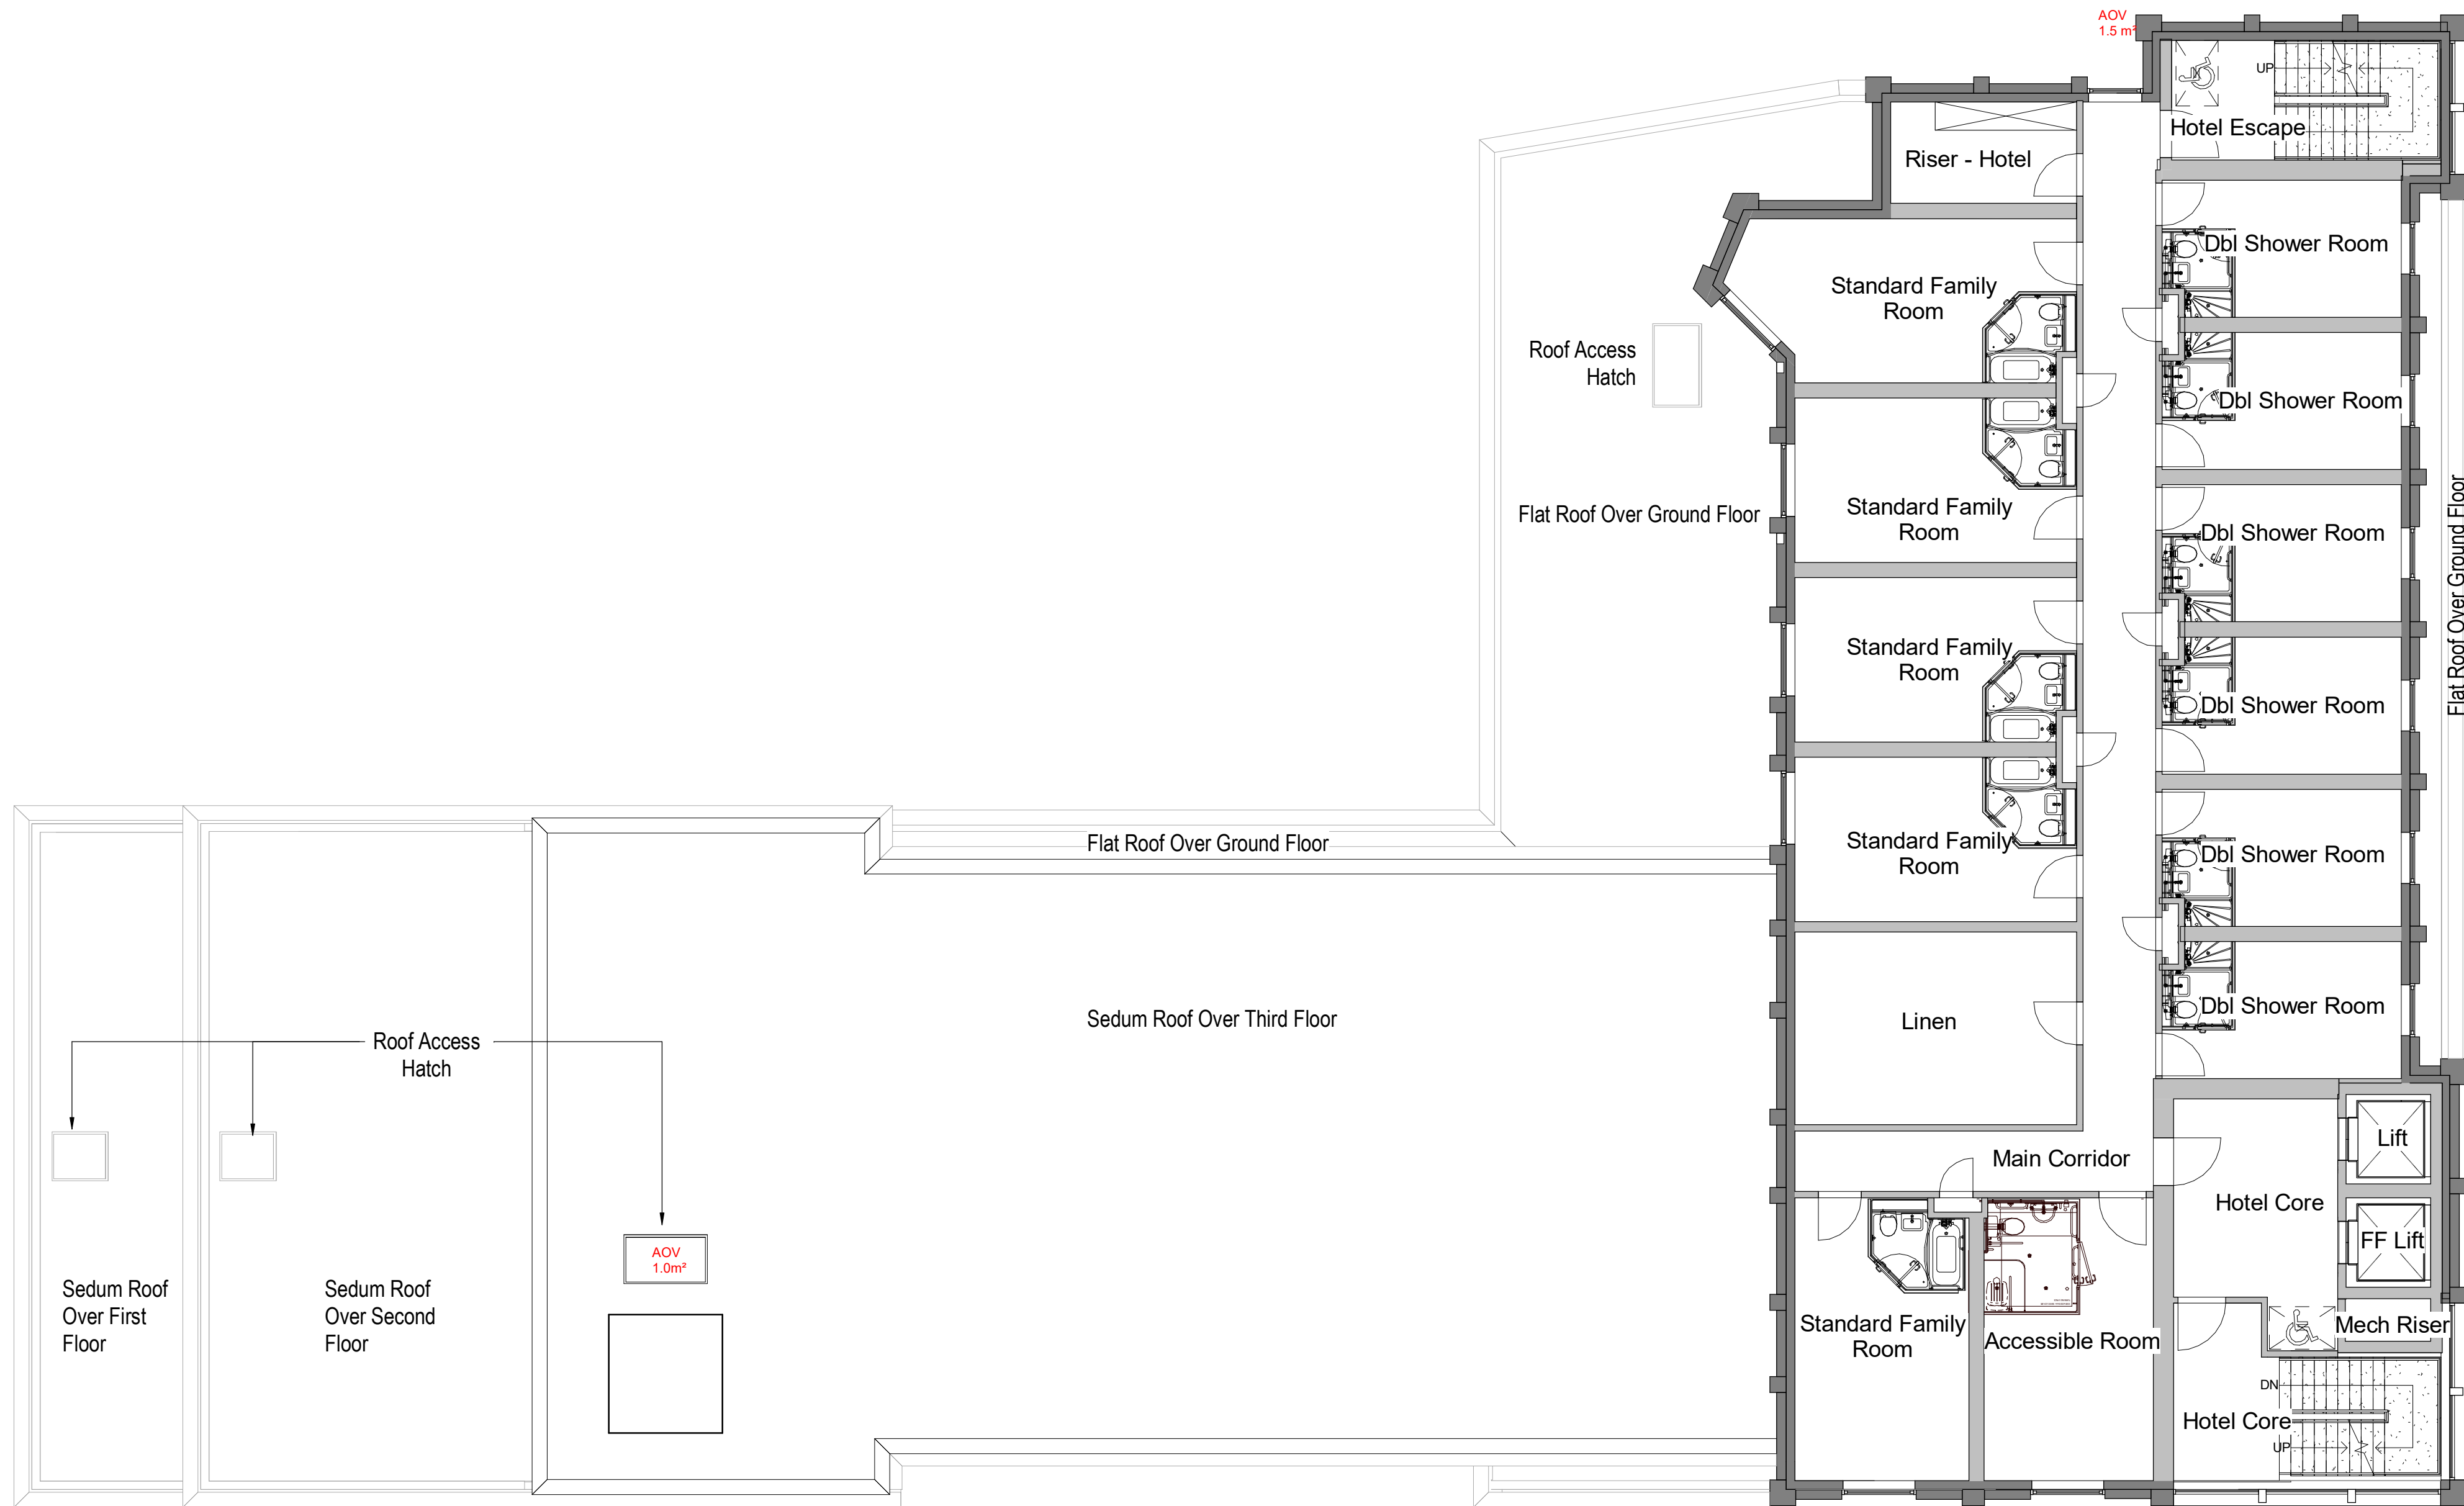 AOV
1.5 m²
UP
Hotel Escape
Riser - Hotel
Dbl Shower Room
Standard Family
Room
Roof Access
Hatch
Dbl Shower Room
Flat Roof Over Ground Floor
Standard Family
Room
Dbl Shower Room
Flat Roof Over Ground Floor
Standard Family
Room
Dbl Shower Room
Flat Roof Over Ground Floor
Standard Family
Room
Dbl Shower Room
Sedum Roof Over Third Floor
Linen
Dbl Shower Room
Roof Access
Hatch
Main Corridor
Lift
Hotel Core
FF Lift
AOV
1.0m²
Sedum Roof
Over First
Floor
Sedum Roof
Over Second
Floor
Standard Family
Room
Accessible Room
Mech Riser
DN
Hotel Core
UP